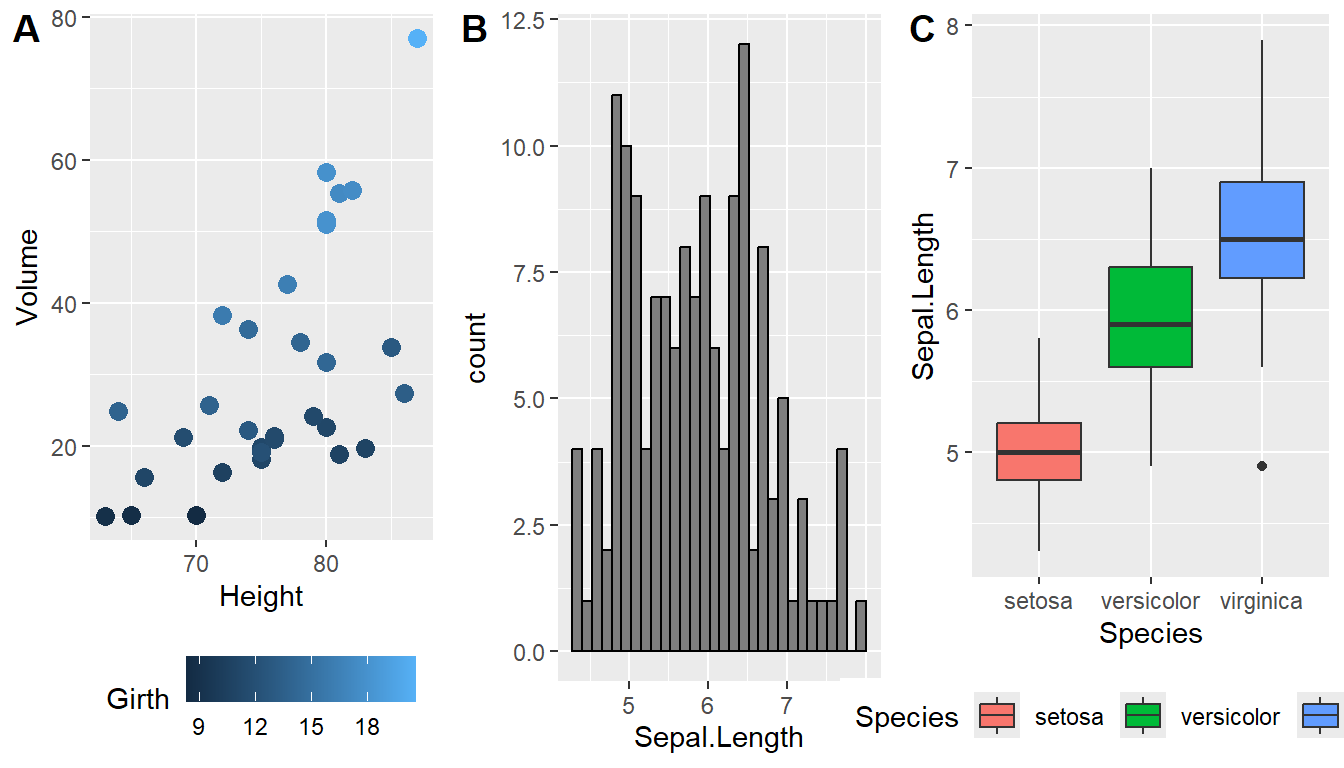 A
80
60
40
20
Volume
70 80
Height
Girth
9 12 15 18
B
12.5
10.0
7.5
5.0
2.5
0.0
count
5 6 7
Sepal.Length
C
8
7
6
5
Sepal.Length
setosa versicolor virginica
Species
Species setosa versicolor